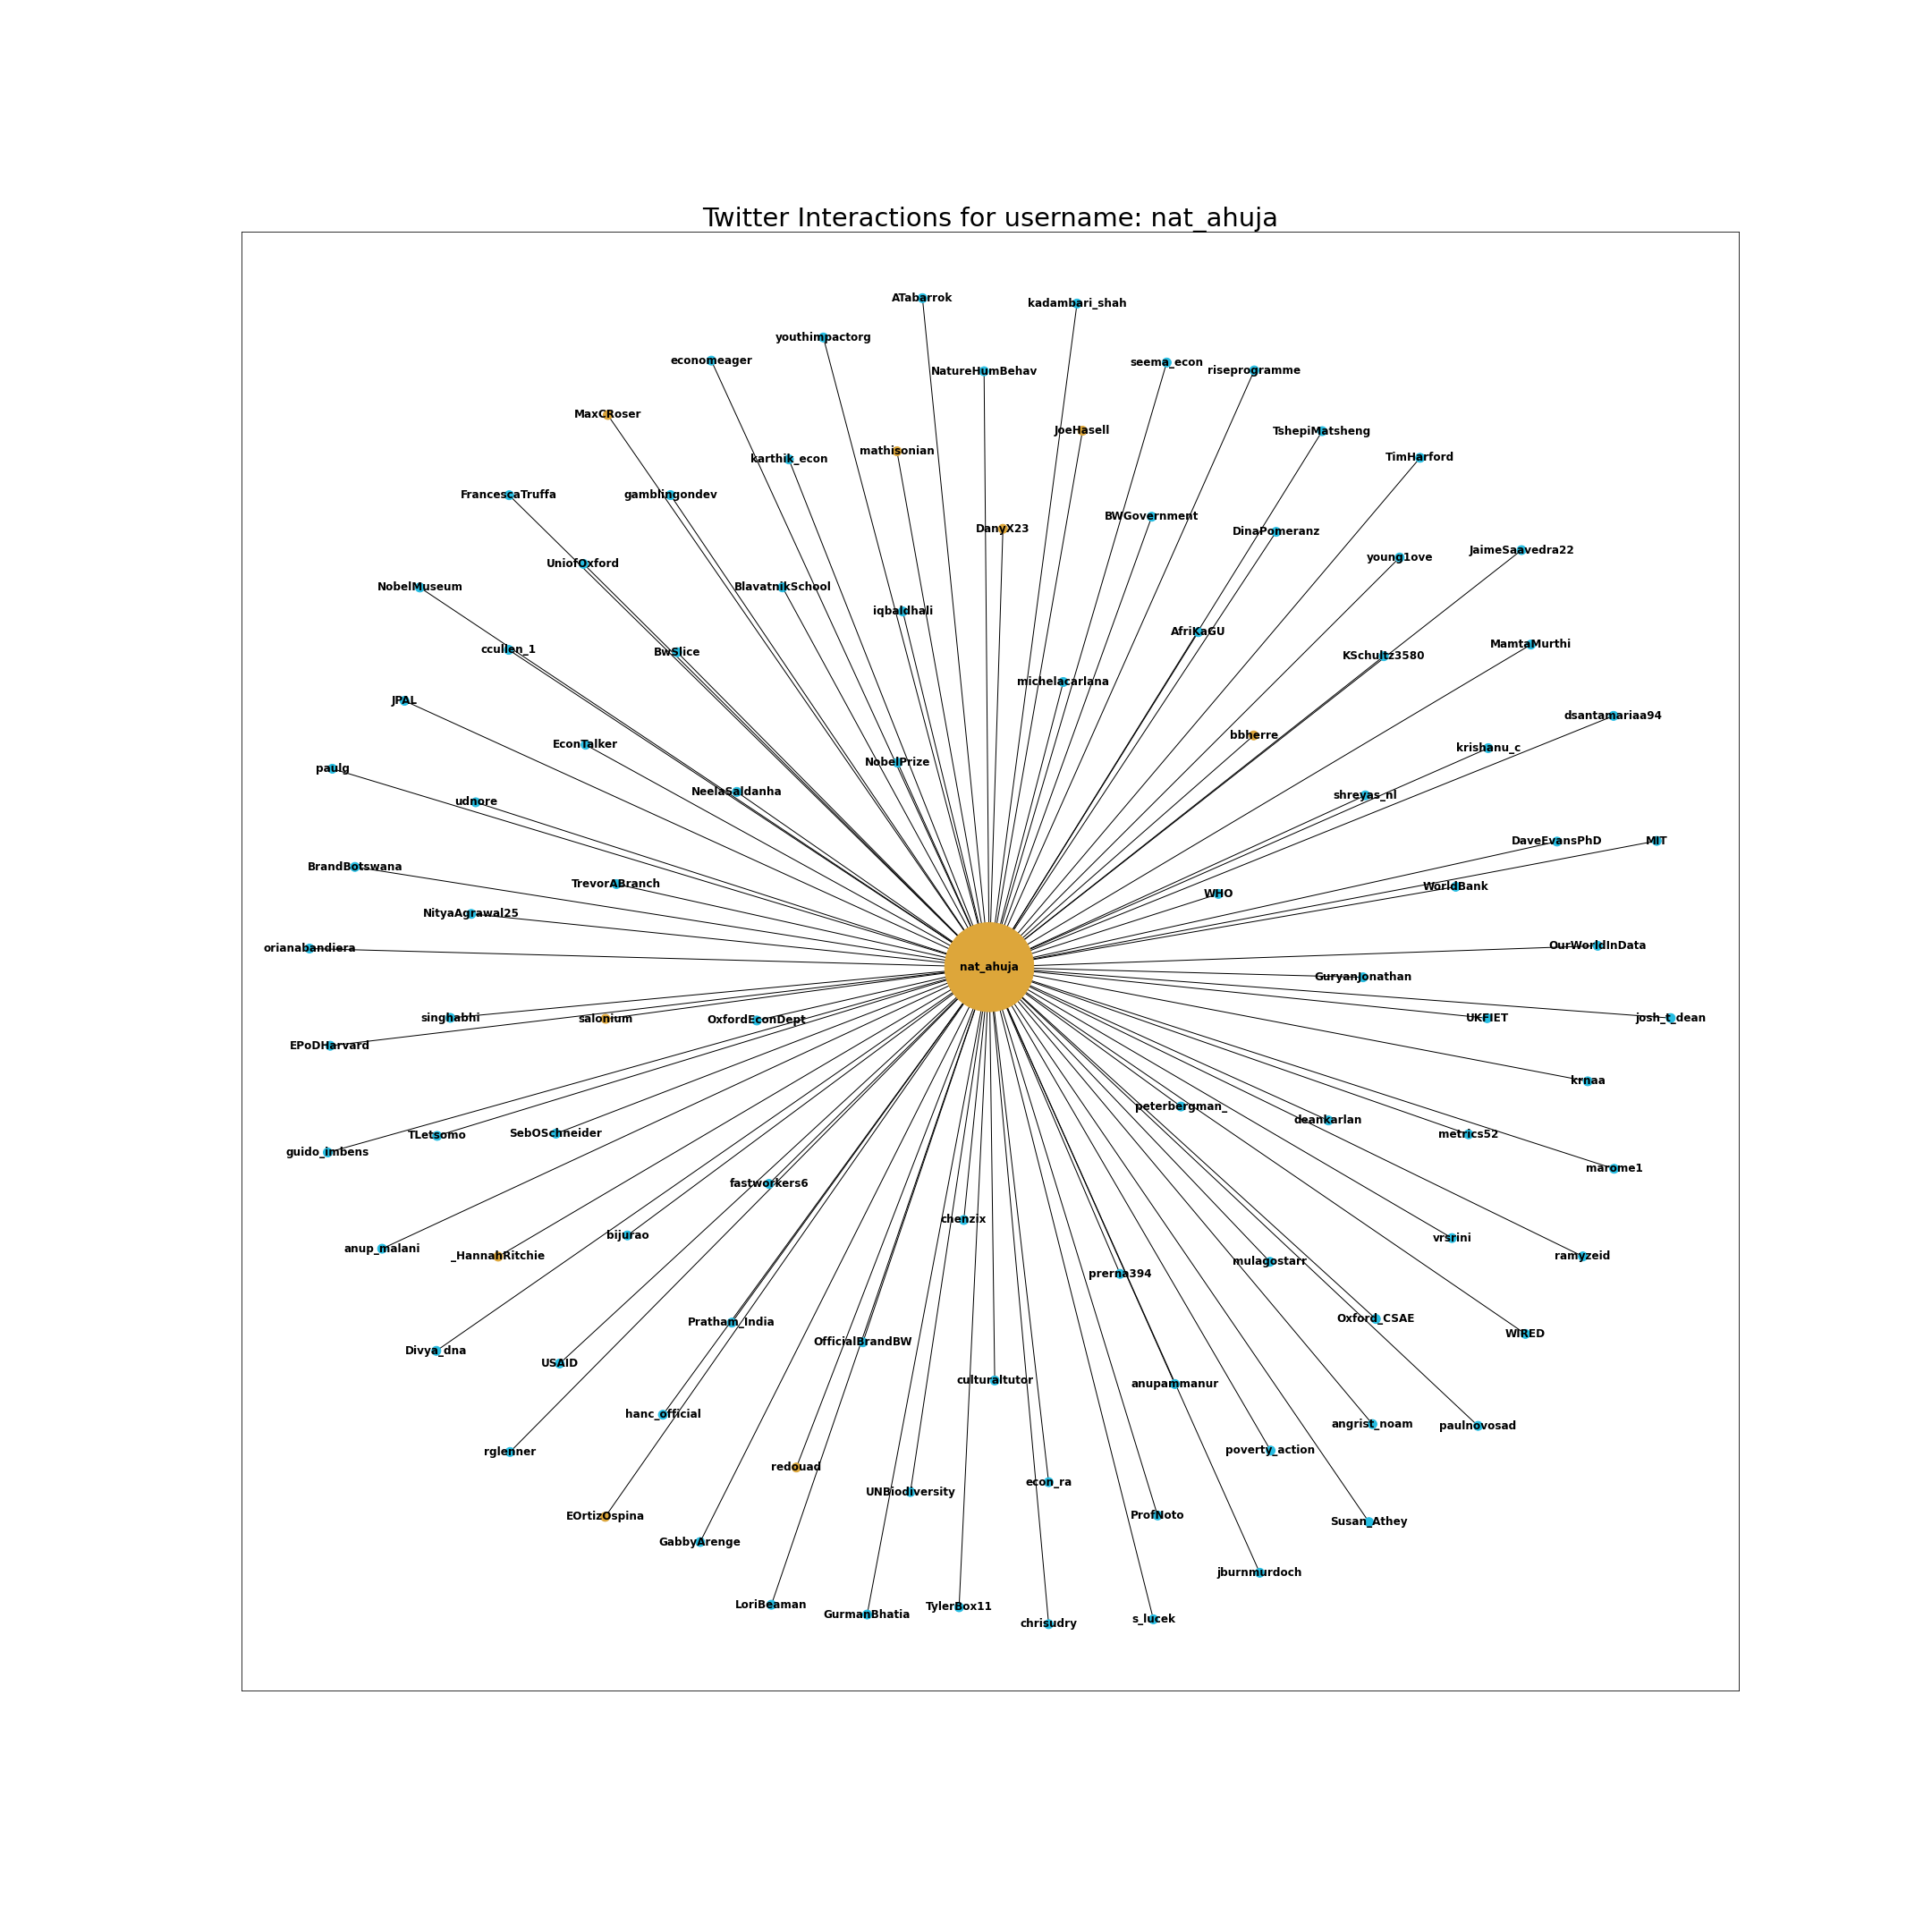 Twitter Interactions for username: nat_ahuja
ATabarrok
kadambari_shah
youthimpactorg
economeager
seema_econ
riseprogramme
NatureHumBehav
MaxCRoser
JoeHasell
TshepiMatsheng
mathisonian
TimHarford
karthik_econ
FrancescaTruffa
gamblingondev
BWGovernment
DanyX23
DinaPomeranz
JaimeSaavedra22
young1ove
UniofOxford
NobelMuseum
BlavatnikSchool
iqbaldhali
AfriKaGU
MamtaMurthi
ccullen_1
BwSlice
KSchultz3580
michelacarlana
JPAL
dsantamariaa94
bbherre
EconTalker
krishanu_c
NobelPrize
paulg
NeelaSaldanha
shreyas_nl
udnore
DaveEvansPhD
MIT
BrandBotswana
TrevorABranch
WorldBank
WHO
NityaAgrawal25
OurWorldInData
orianabandiera
nat_ahuja
GuryanJonathan
singhabhi
salonium
OxfordEconDept
UKFIET
josh_t_dean
EPoDHarvard
krnaa
peterbergman_
deankarlan
SebOSchneider
metrics52
TLetsomo
guido_imbens
marome1
fastworkers6
chenzix
bijurao
vrsrini
anup_malani
_HannahRitchie
ramyzeid
mulagostarr
prerna394
Oxford_CSAE
Pratham_India
WIRED
OfficialBrandBW
Divya_dna
USAID
culturaltutor
anupammanur
hanc_official
angrist_noam
paulnovosad
poverty_action
rglenner
redouad
econ_ra
UNBiodiversity
ProfNoto
EOrtizOspina
Susan_Athey
GabbyArenge
jburnmurdoch
LoriBeaman
TylerBox11
GurmanBhatia
s_lucek
chrisudry